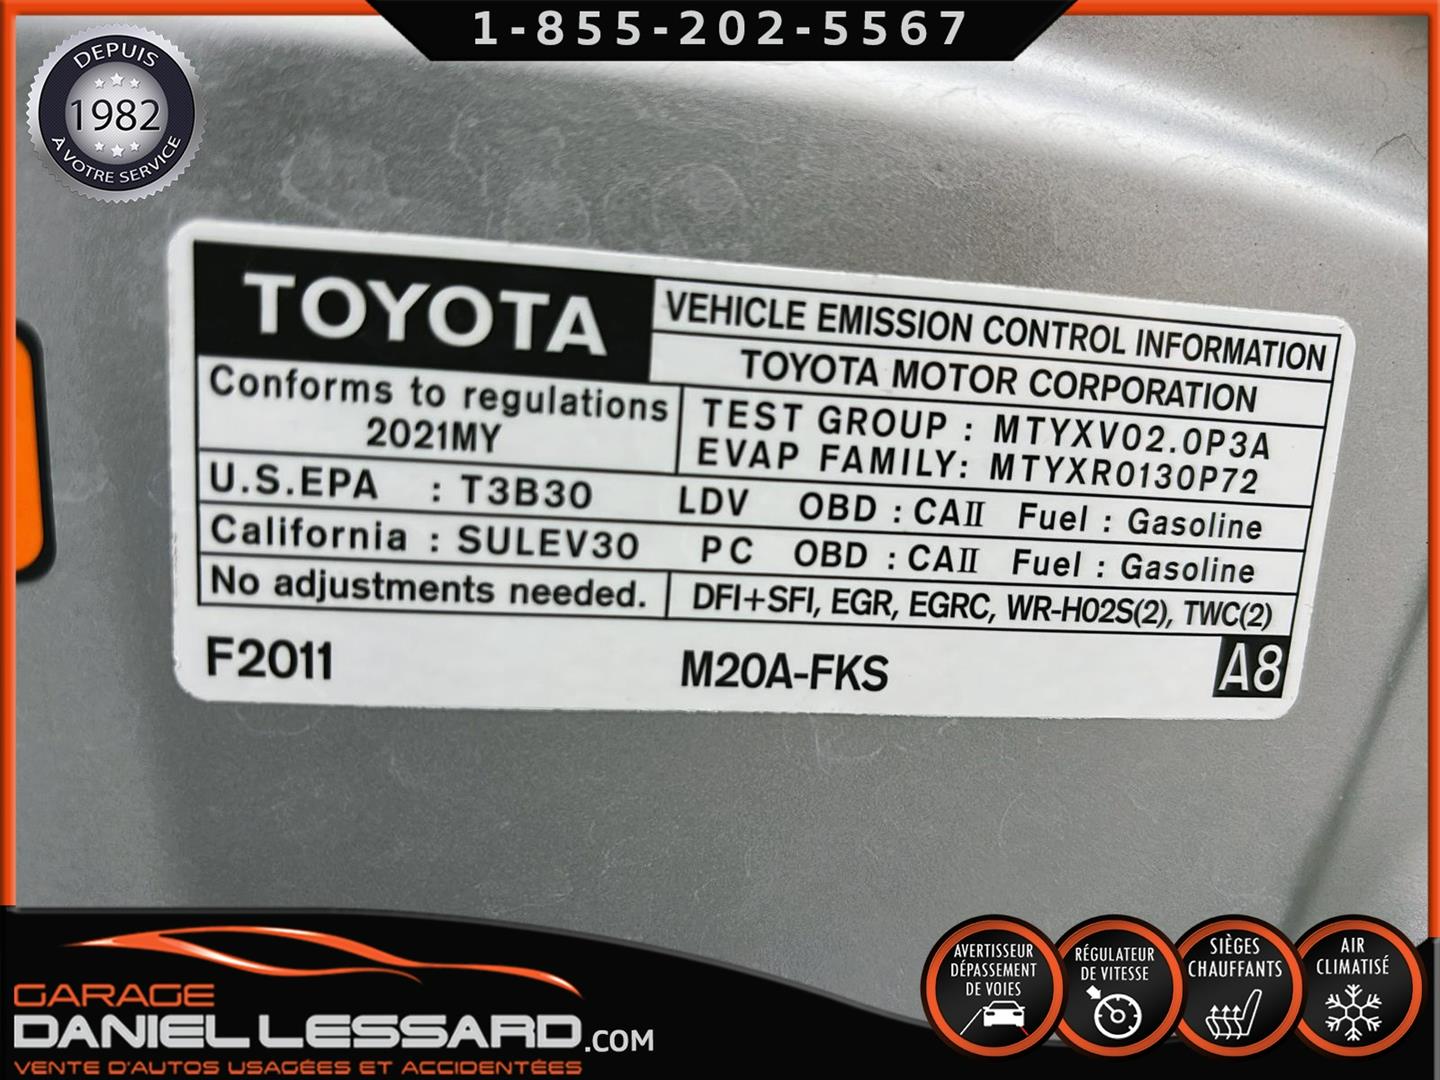 1-855-202-5567
DEPUIS
1982
À VOTRE SERVICE
TOYOTA
VEHICLE EMISSION CONTROL INFORMATION
TOYOTA MOTOR CORPORATION
Conforms to regulations
2021MY
TEST GROUP : MTYXV02.0P3A
EVAP FAMILY: MTYXR0130P72
U.S.EPA : T3B30 LDV OBD : CAII Fuel : Gasoline
California : SULEV30 PC OBD : CAII Fuel : Gasoline
No adjustments needed. DFI+SFI, EGR, EGRC, WR-HO2S(2), TWC(2)
F2011 M20A-FKS A8
GARAGE
DANIEL LESSARD.COM
VENTE D'AUTOS USAGÉES ET ACCIDENTÉES
AVERTISSEUR
DÉPASSEMENT
DE VOIES
RÉGULATEUR
DE VITESSE
SIÈGES
CHAUFFANTS
AIR
CLIMATISÉ